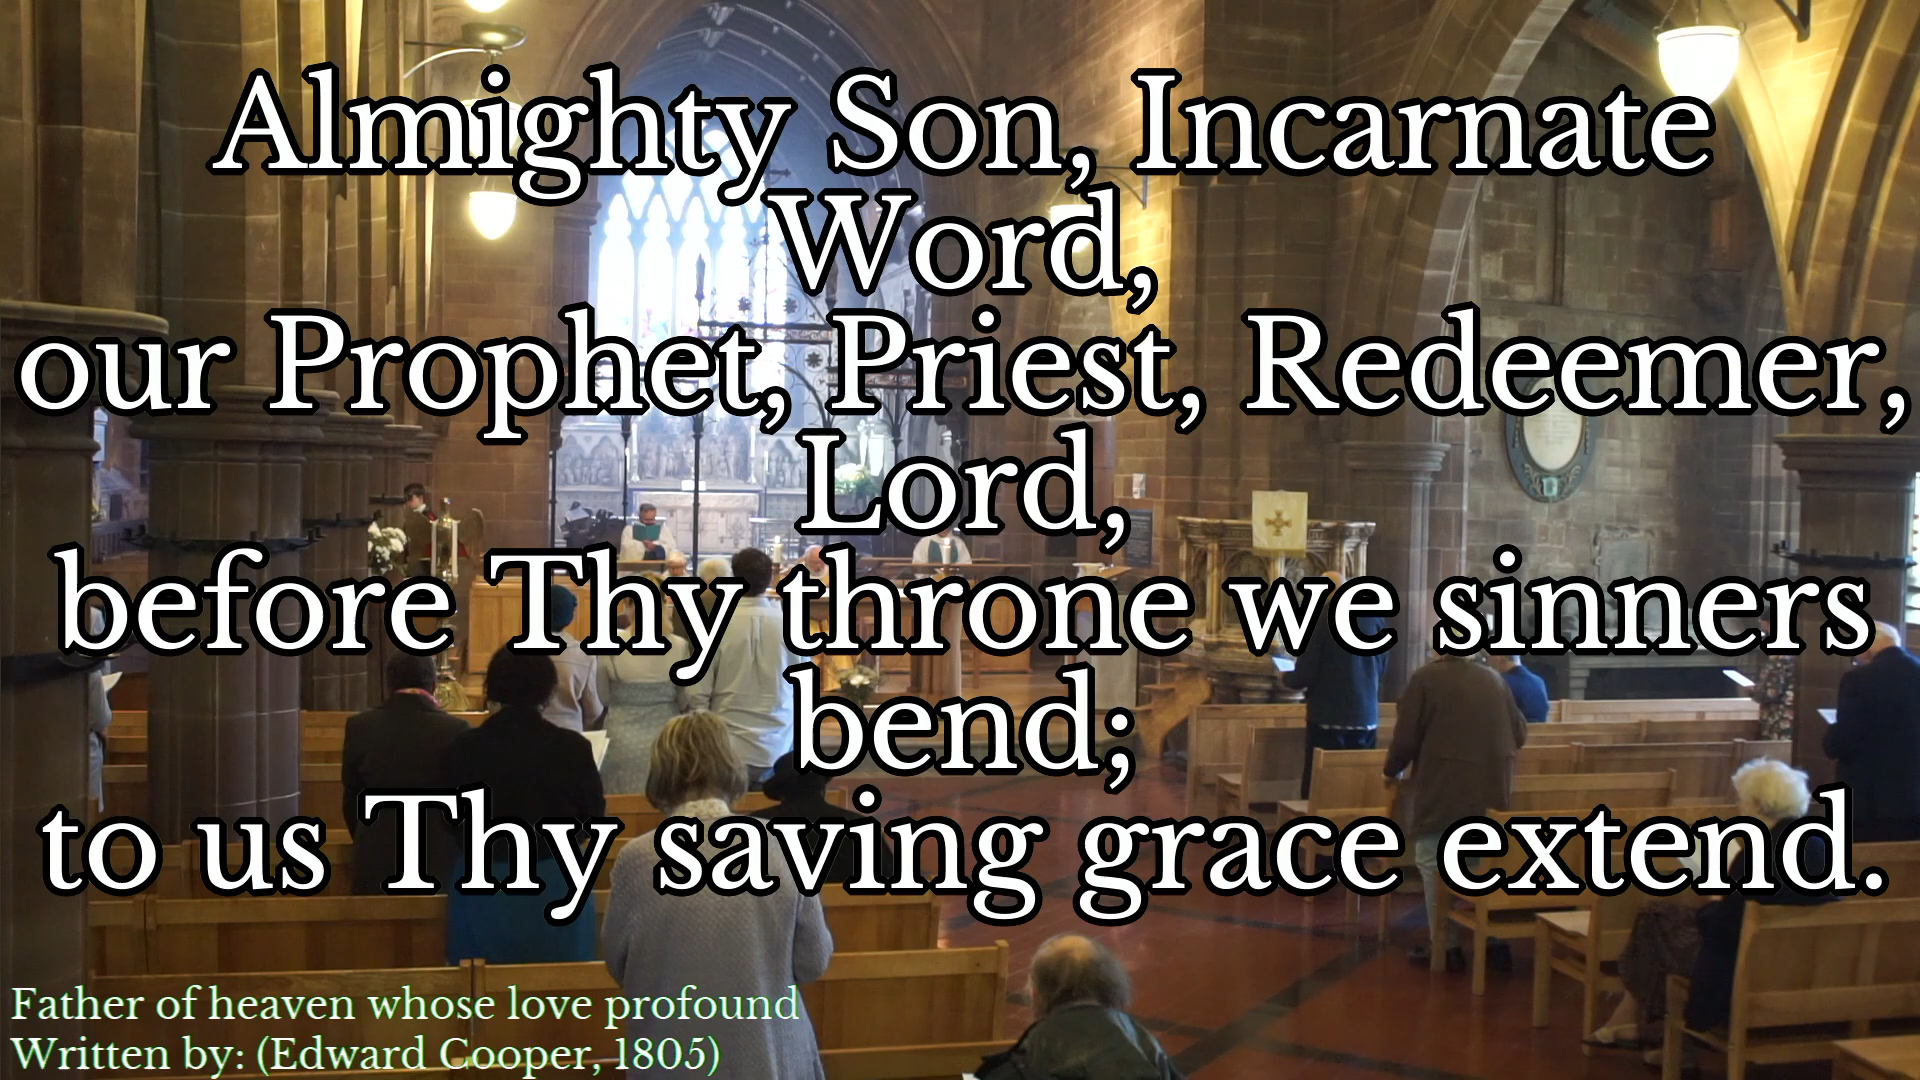 Almighty Son, Incarnate
Word,
our Prophet, Priest, Redeemer,
Lord,
before Thy throne we sinners
bend;
to us Thy saving grace extend.
Father of heaven whose love profound
Written by: (Edward Cooper, 1805)